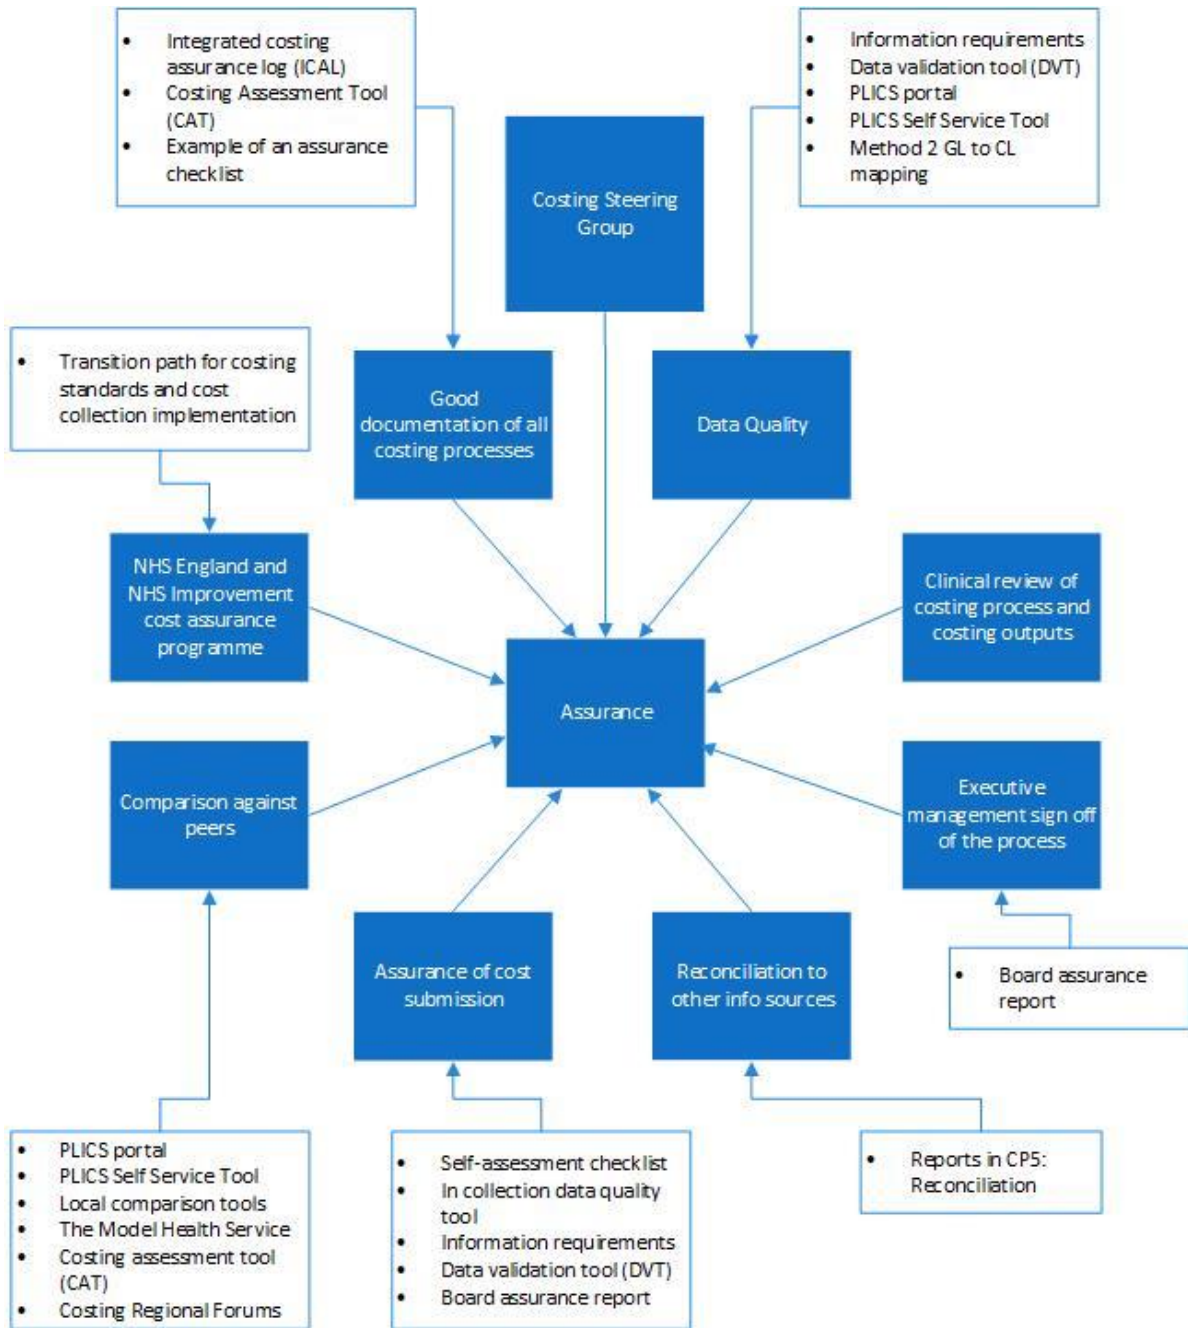 • Integrated costing
assurance log (ICAL)
• Costing Assessment Tool
(CAT)
• Example of an assurance
checklist
• Information requirements
• Data validation tool (DVT)
• PLICS portal
• PLICS Self Service Tool
• Method 2 GL to CL
mapping
Costing Steering
Group
• Transition path for costing
standards and cost
collection implementation
Good
documentation of all
costing processes
Data Quality
NHS England and
NHS Improvement
cost assurance
programme
Clinical review of
costing process and
costing outputs
Assurance
Comparison against
peers
Executive
management sign off
of the process
Assurance of cost
submission
Reconciliation to
other info sources
• Board assurance
report
• PLICS portal
• PLICS Self Service Tool
• Local comparison tools
• The Model Health Service
• Costing assessment tool
(CAT)
• Costing Regional Forums
• Self-assessment checklist
• In collection data quality
tool
• Information requirements
• Data validation tool (DVT)
• Board assurance report
• Reports in CP5:
Reconciliation